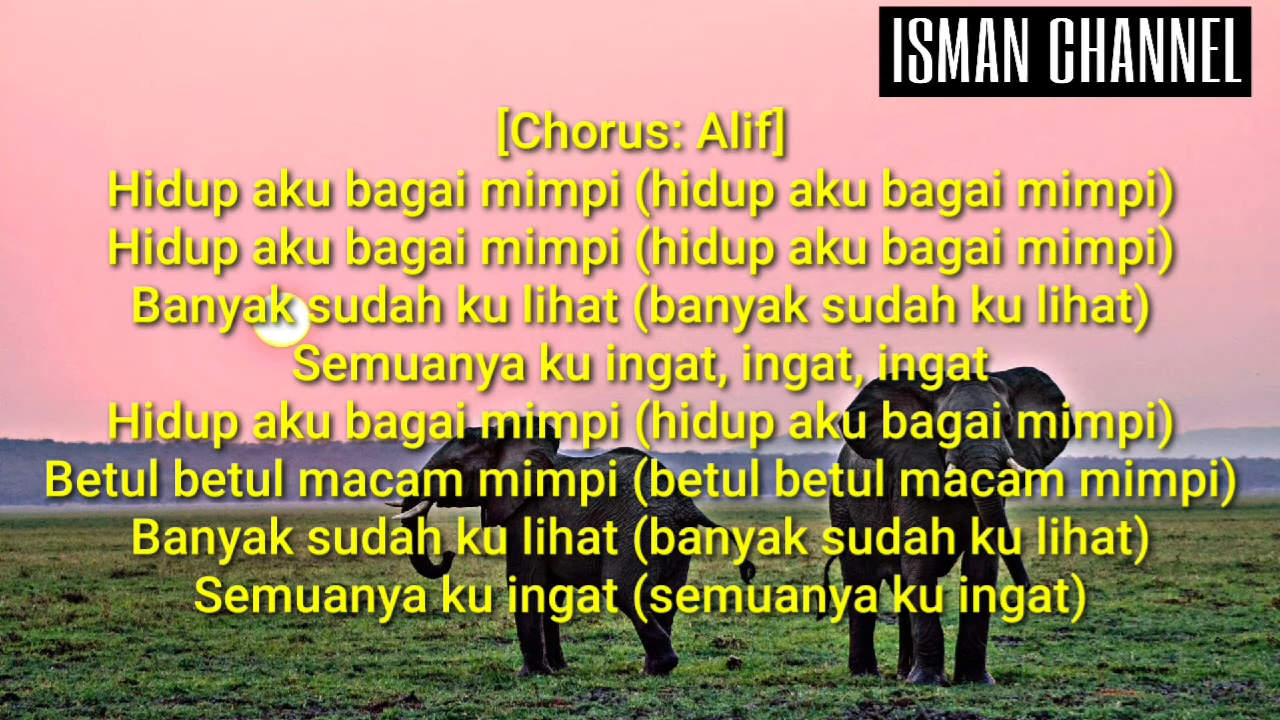 ISMAN CHANNEL
[Chorus: Alif]
Hidup aku bagai mimpi (hidup aku bagai mimpi)
Hidup aku bagai mimpi (hidup aku bagai mimpi)
Banyak sudah ku lihat (banyak sudah ku lihat)
Semuanya ku ingat, ingat, ingat
Hidup aku bagai mimpi (hidup aku bagai mimpi)
Betul betul macam mimpi (betul betul macam mimpi)
Banyak sudah ku lihat (banyak sudah ku lihat)
Semuanya ku ingat (semuanya ku ingat)